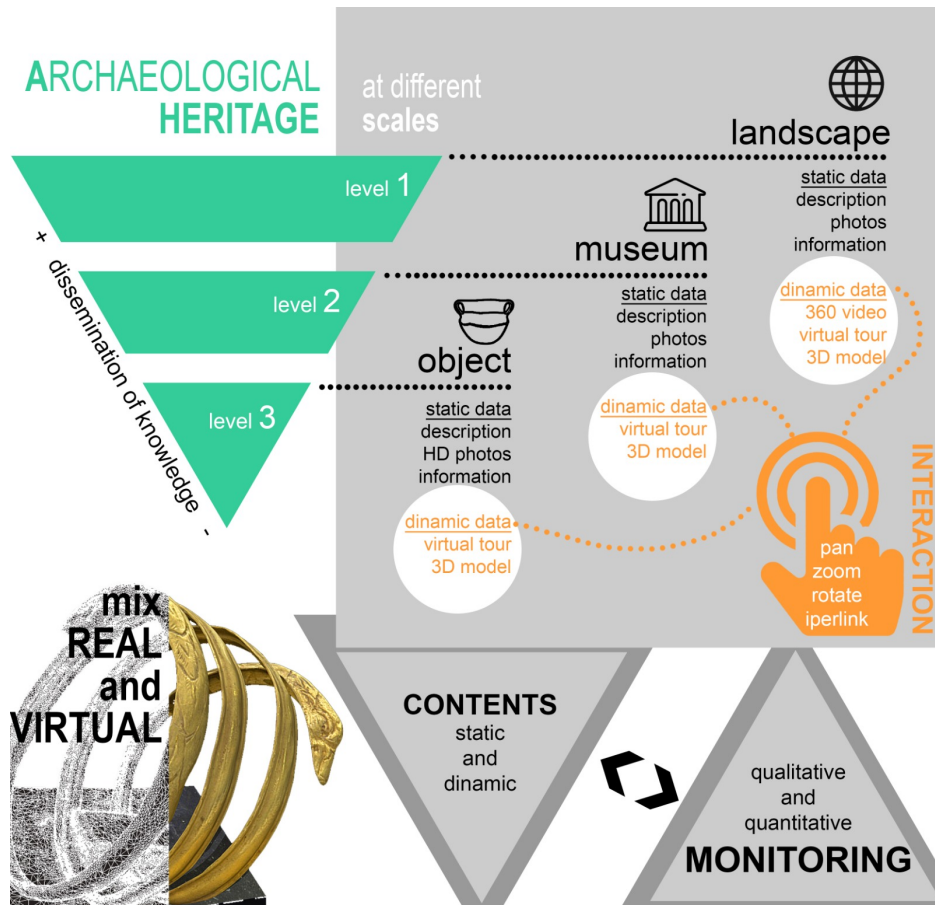 ARCHAEOLOGICAL
HERITAGE
at different
scales
landscape
level 1
static data
description
photos
information
dinamic data
360 video
virtual tour
3D model
museum
level 2
static data
description
photos
information
dinamic data
virtual tour
3D model
object
level 3
static data
description
HD photos
information
dinamic data
virtual tour
3D model
+ dissemination of knowledge -
INTERACTION
pan
zoom
rotate
iperlink
mix
REAL
and
VIRTUAL
CONTENTS
static
and
dinamic
qualitative
and
quantitative
MONITORING